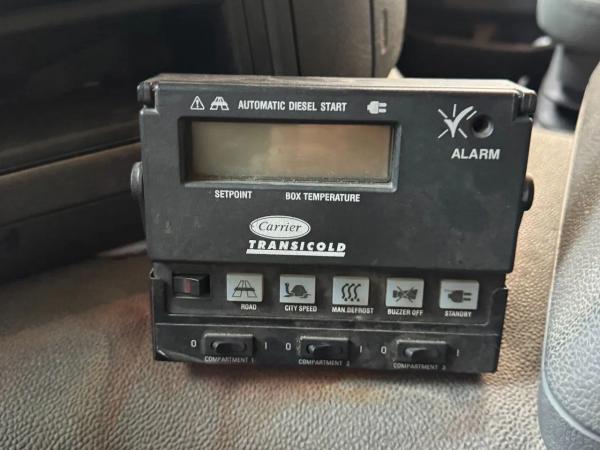 AUTOMATIC DIESEL START
ALARM
SETPOINT BOX TEMPERATURE
Carrier
TRANSICOLD
ROAD CITY SPEED MAN.DEFROST BUZZER OFF STANDBY
0 I 0 I 0 I
COMPARTMENT 1 COMPARTMENT 2 COMPARTMENT 3